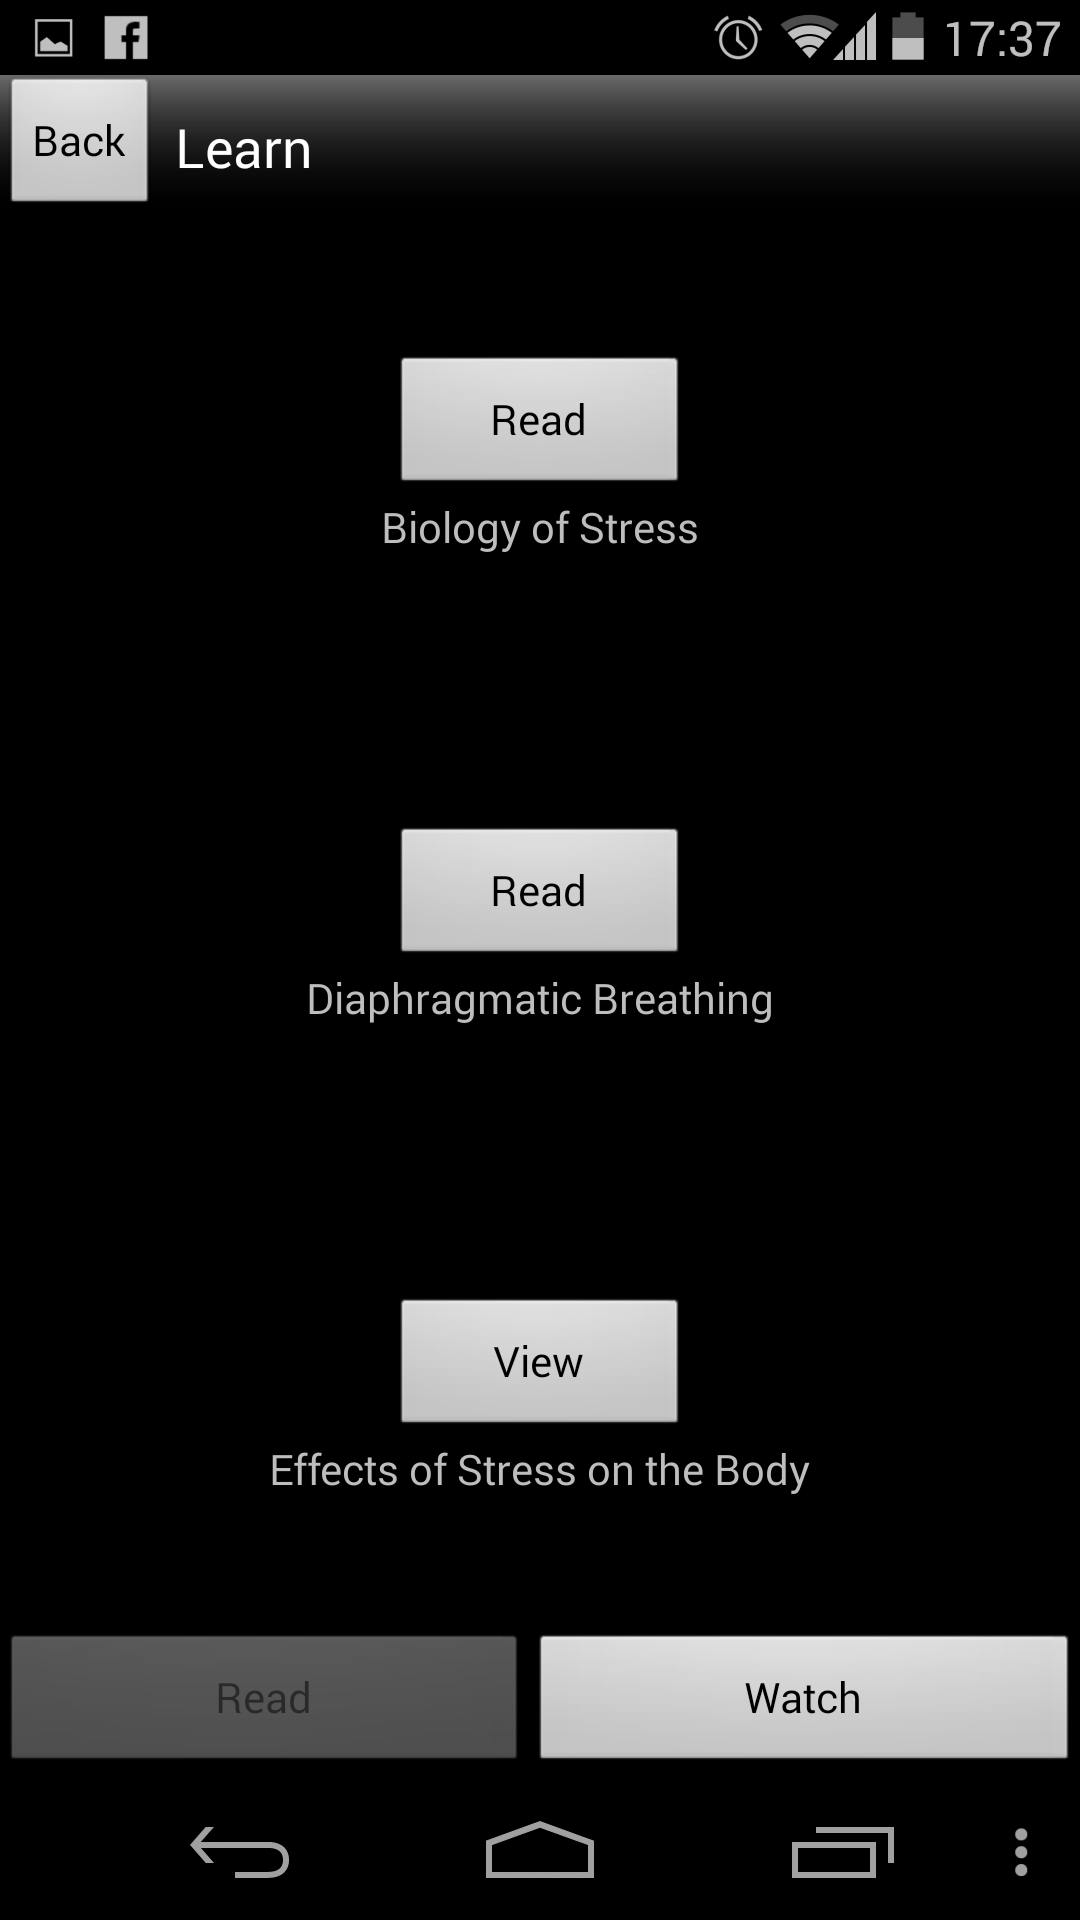 17:37
Back
Learn
Read
Biology of Stress
Read
Diaphragmatic Breathing
View
Effects of Stress on the Body
Read
Watch